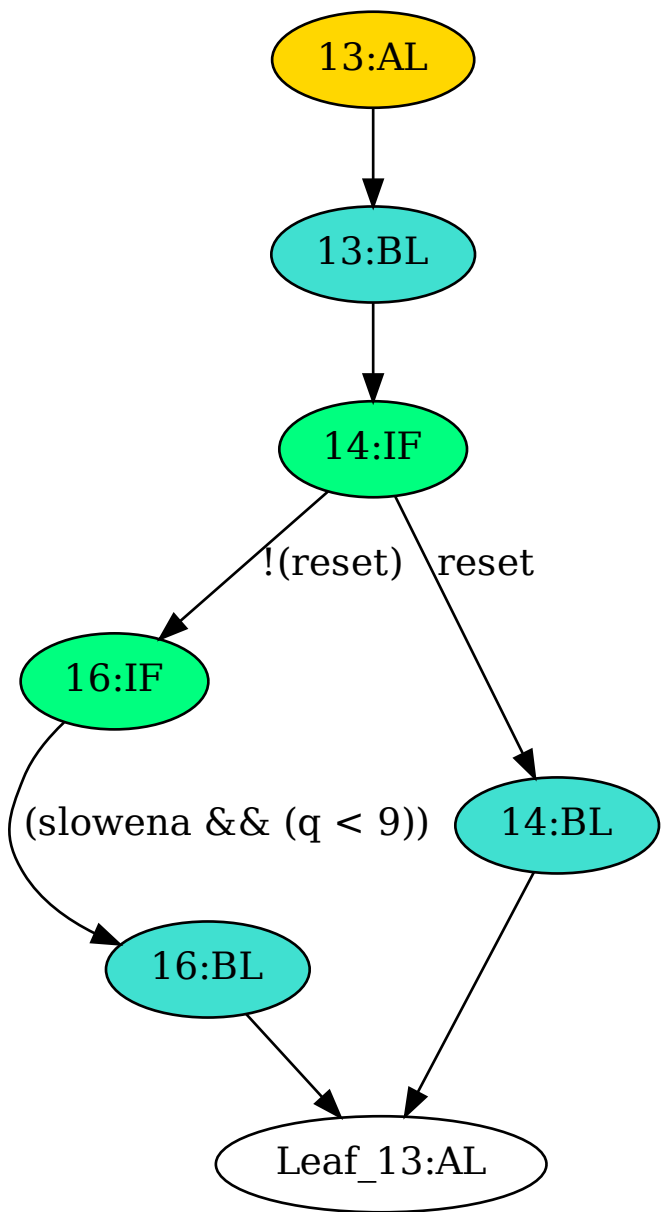 13:AL
13:BL
14:IF
!(reset)
reset
16:IF
(slowena && (q < 9))
14:BL
16:BL
Leaf_13:AL